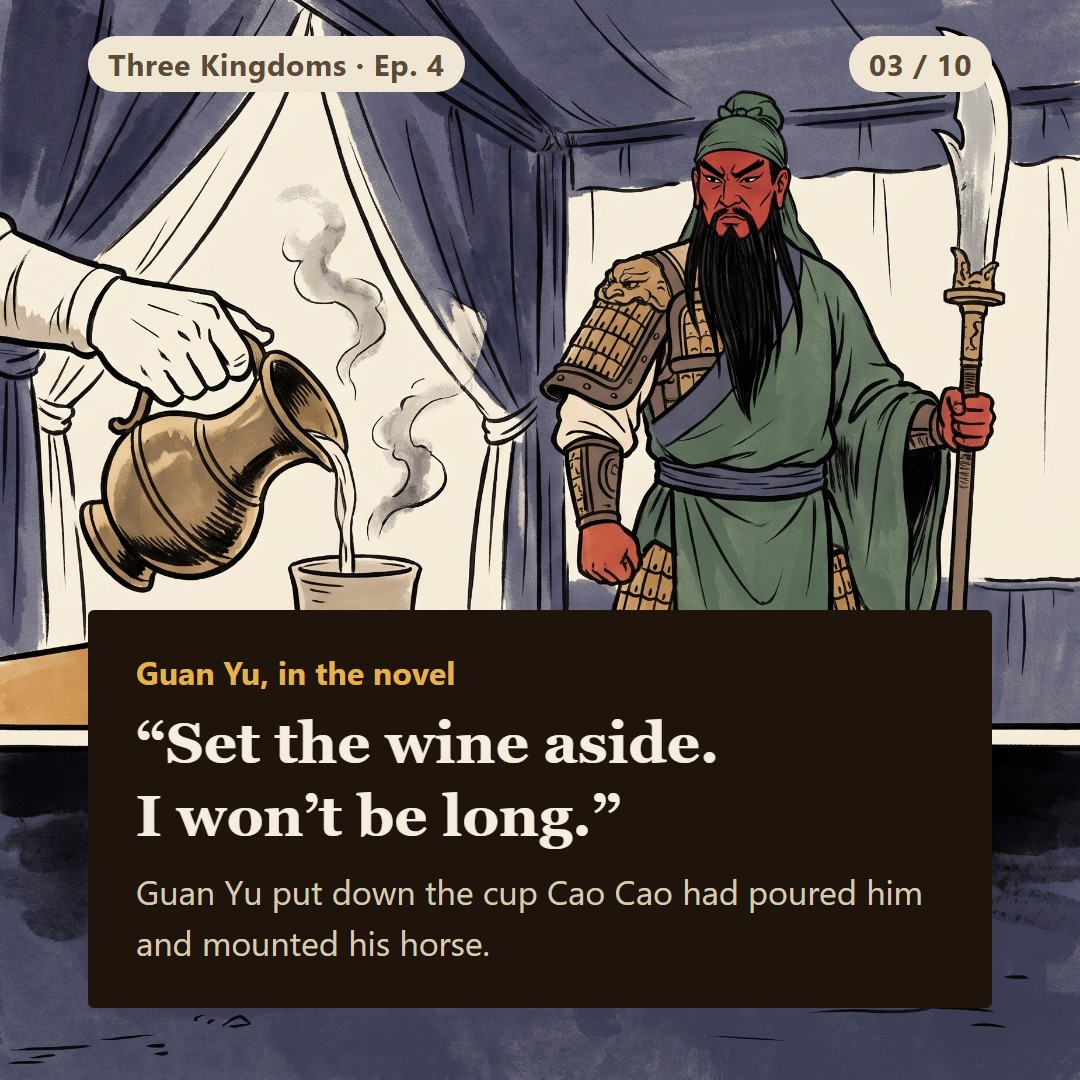 Three Kingdoms · Ep. 4
03 / 10
Guan Yu, in the novel
“Set the wine aside.
I won’t be long.”
Guan Yu put down the cup Cao Cao had poured him
and mounted his horse.